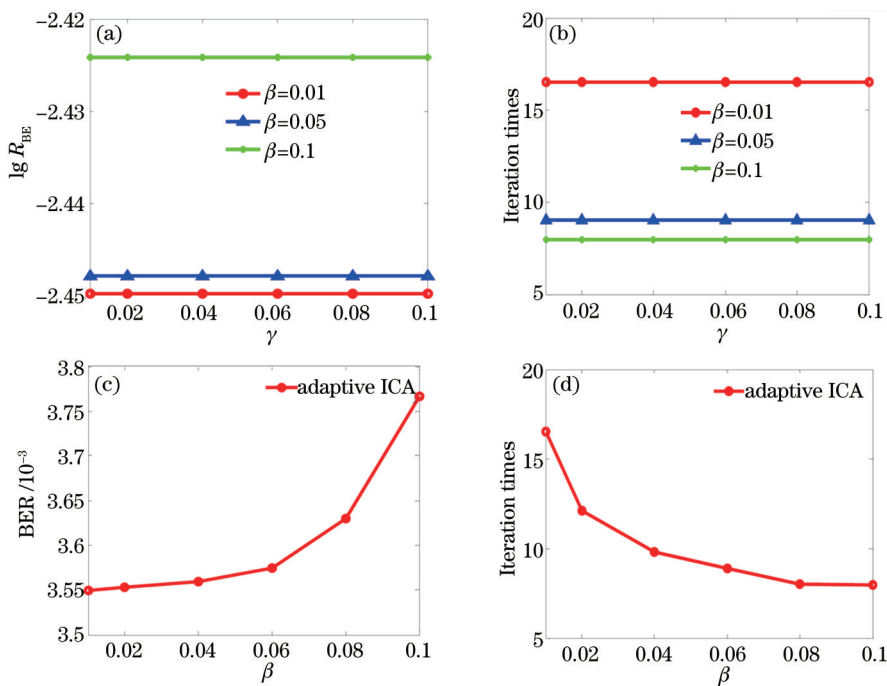 (a)
−2.42
−2.43
−2.44
−2.45
lg R_BE
β=0.01
β=0.05
β=0.1
0.02 0.04 0.06 0.08 0.1
γ
(b)
20
15
10
5
Iteration times
β=0.01
β=0.05
β=0.1
0.02 0.04 0.06 0.08 0.1
γ
(c)
3.8
3.75
3.7
3.65
3.6
3.55
3.5
BER /10⁻³
adaptive ICA
0.02 0.04 0.06 0.08 0.1
β
(d)
20
15
10
5
Iteration times
adaptive ICA
0.02 0.04 0.06 0.08 0.1
β